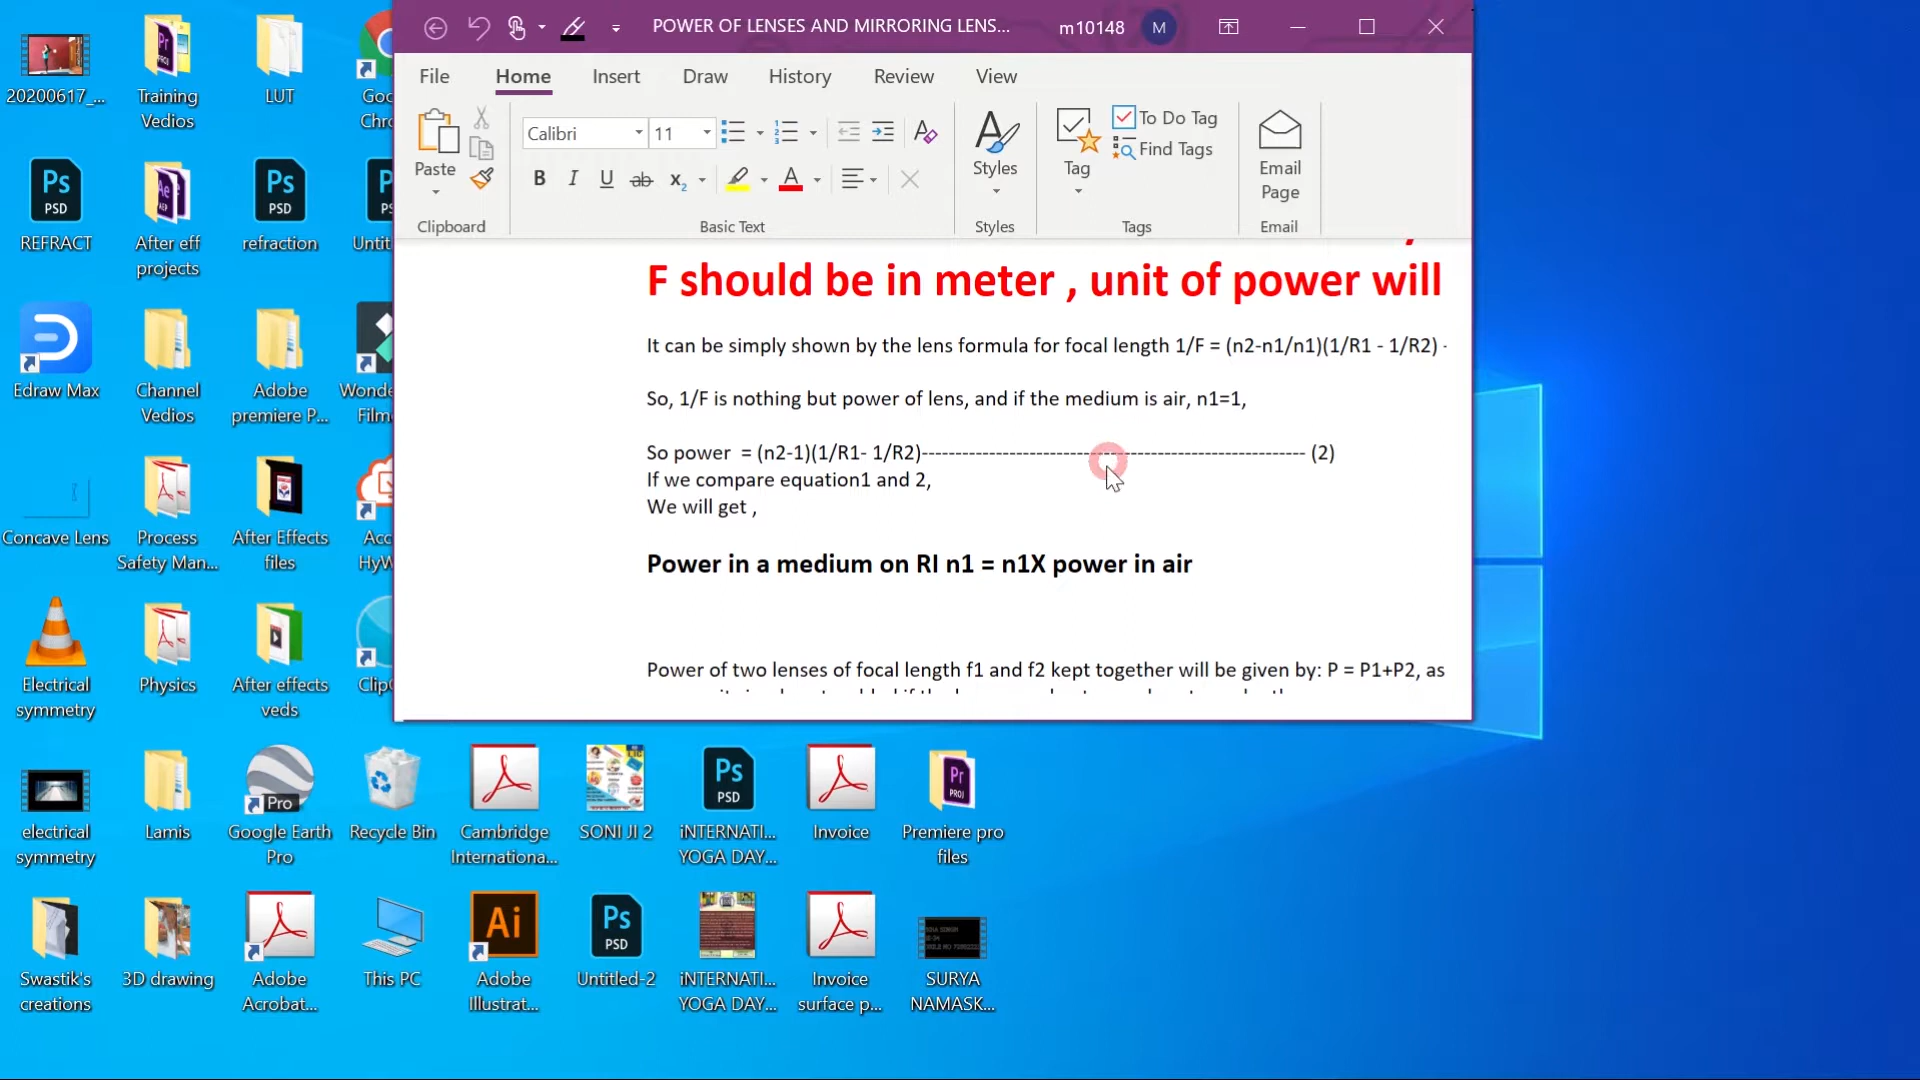 POWER OF LENSES AND MIRRORING LENS...
m10148
M
File
Home
Insert
Draw
History
Review
View
Paste
Clipboard
Calibri
11
B
I
U
ab
X2
A
Basic Text
Styles
Styles
Tag
To Do Tag
Find Tags
Tags
Email
Page
Email
F should be in meter , unit of power will
It can be simply shown by the lens formula for focal length 1/F = (n2-n1/n1)(1/R1 - 1/R2) -
So, 1/F is nothing but power of lens, and if the medium is air, n1=1,
So power = (n2-1)(1/R1- 1/R2)--------------------------------------------------------- (2)
If we compare equation1 and 2,
We will get ,
Power in a medium on RI n1 = n1X power in air
Power of two lenses of focal length f1 and f2 kept together will be given by: P = P1+P2, as
20200617_...
Training
Vedios
LUT
Goo
Chro
REFRACT
After eff
projects
refraction
Untit
Edraw Max
Channel
Vedios
Adobe
premiere P...
Wonde
Film
Concave Lens
Process
Safety Man...
After Effects
files
Acc
HyW
Electrical
symmetry
Physics
After effects
veds
Clip
electrical
symmetry
Lamis
Google Earth
Pro
Recycle Bin
Cambridge
Internationa...
SONI JI 2
iNTERNATI...
YOGA DAY...
Invoice
Premiere pro
files
Swastik's
creations
3D drawing
Adobe
Acrobat...
This PC
Adobe
Illustrat...
Untitled-2
iNTERNATI...
YOGA DAY...
Invoice
surface p...
SURYA
NAMASK...